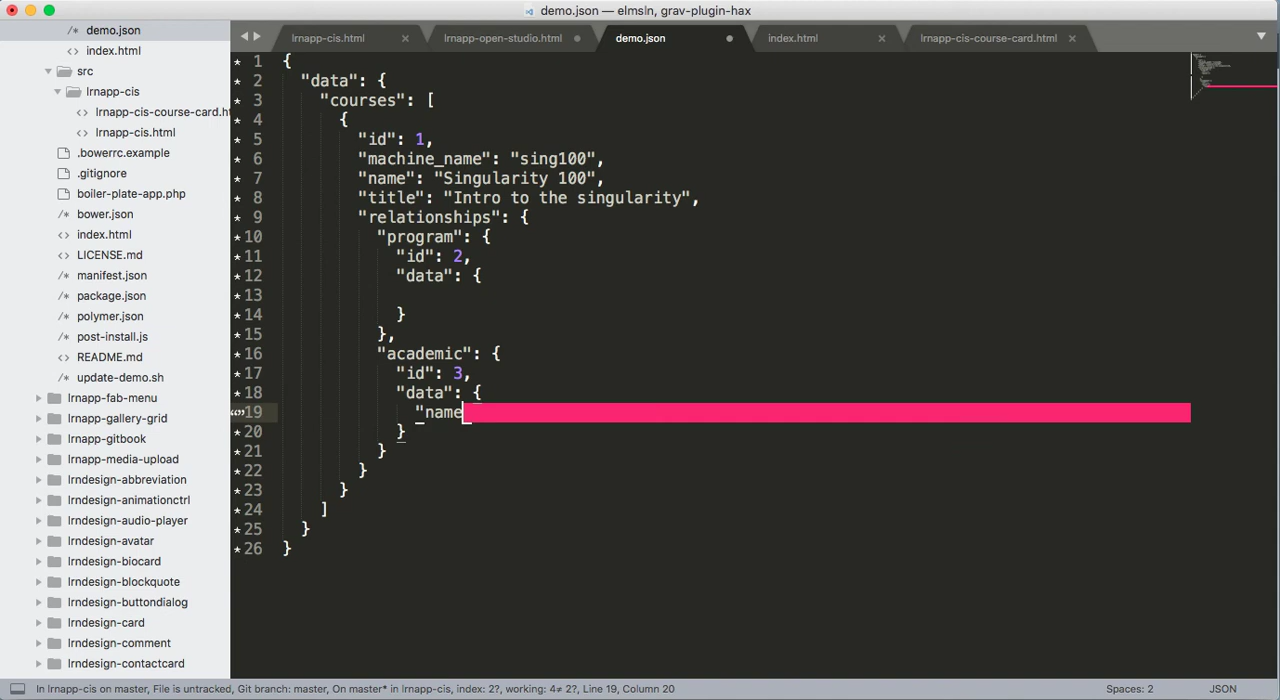 demo.json — elmsln, grav-plugin-hax
/* demo.json
<> index.html
src
lrnapp-cis
<> lrnapp-cis-course-card.ht
<> lrnapp-cis.html
.bowerrc.example
.gitignore
boiler-plate-app.php
/* bower.json
<> index.html
LICENSE.md
/* manifest.json
/* package.json
/* polymer.json
/* post-install.js
<> README.md
/* update-demo.sh
lrnapp-fab-menu
lrnapp-gallery-grid
lrnapp-gitbook
lrnapp-media-upload
lrndesign-abbreviation
lrndesign-animationctrl
lrndesign-audio-player
lrndesign-avatar
lrndesign-biocard
lrndesign-blockquote
lrndesign-buttondialog
lrndesign-card
lrndesign-comment
lrndesign-contactcard
lrnapp-cis.html × lrnapp-open-studio.html demo.json index.html × lrnapp-cis-course-card.html ×
* 1 {
* 2 "data": {
* 3 "courses": [
* 4 {
* 5 "id": 1,
* 6 "machine_name": "sing100",
* 7 "name": "Singularity 100",
* 8 "title": "Intro to the singularity",
* 9 "relationships": {
* 10 "program": {
* 11 "id": 2,
* 12 "data": {
* 13
* 14 }
* 15 },
* 16 "academic": {
* 17 "id": 3,
* 18 "data": {
“” 19 "name
* 20 }
* 21 }
* 22 }
* 23 }
* 24 ]
* 25 }
* 26 }
In lrnapp-cis on master, File is untracked, Git branch: master, On master* in lrnapp-cis, index: 2?, working: 4≠ 2?, Line 19, Column 20
Spaces: 2
JSON